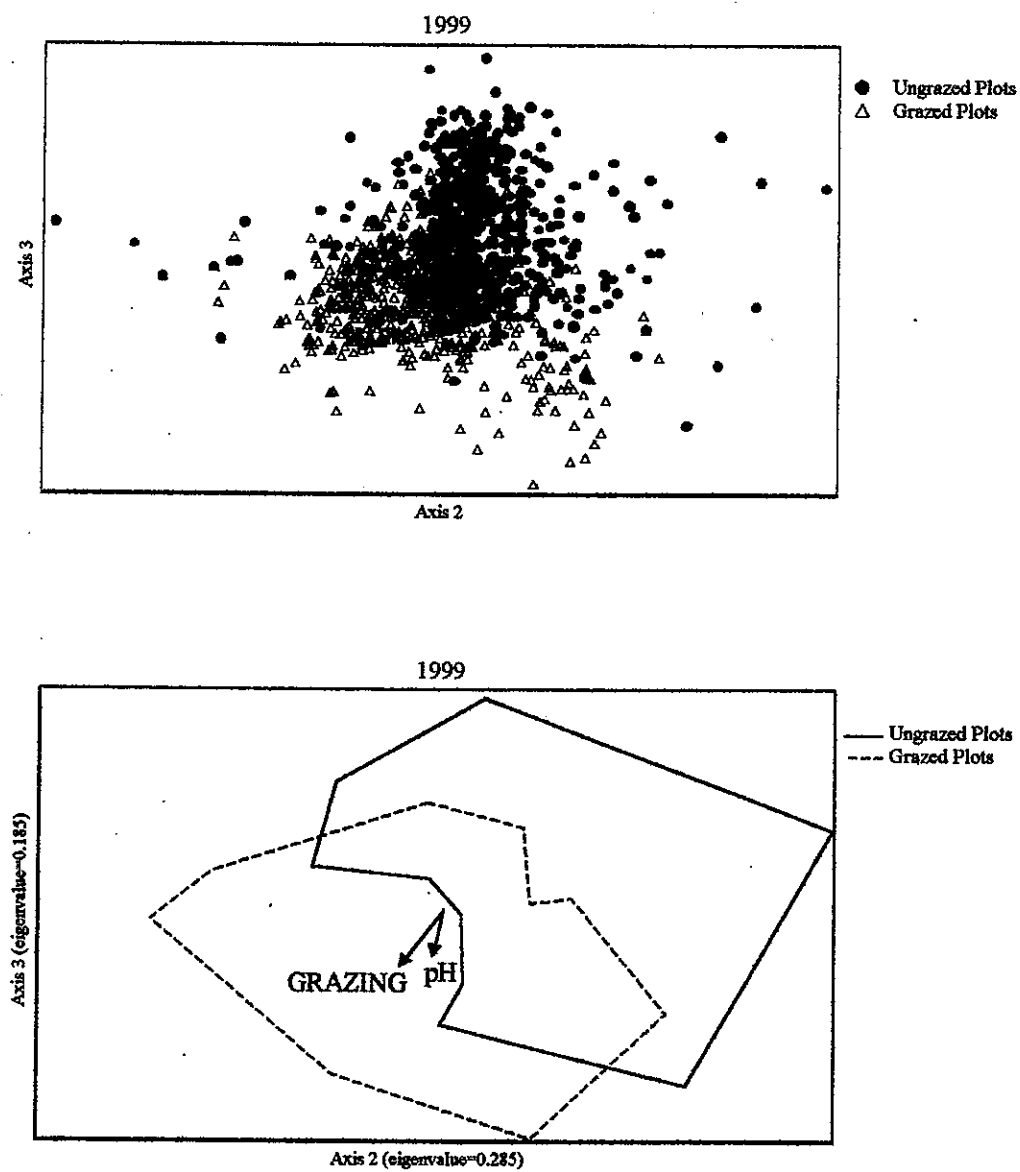 1999
Ungrazed Plots
Grazed Plots
Axis 3
Axis 2
1999
Ungrazed Plots
Grazed Plots
Axis 3 (eigenvalue=0.185)
GRAZING
pH
Axis 2 (eigenvalue=0.285)